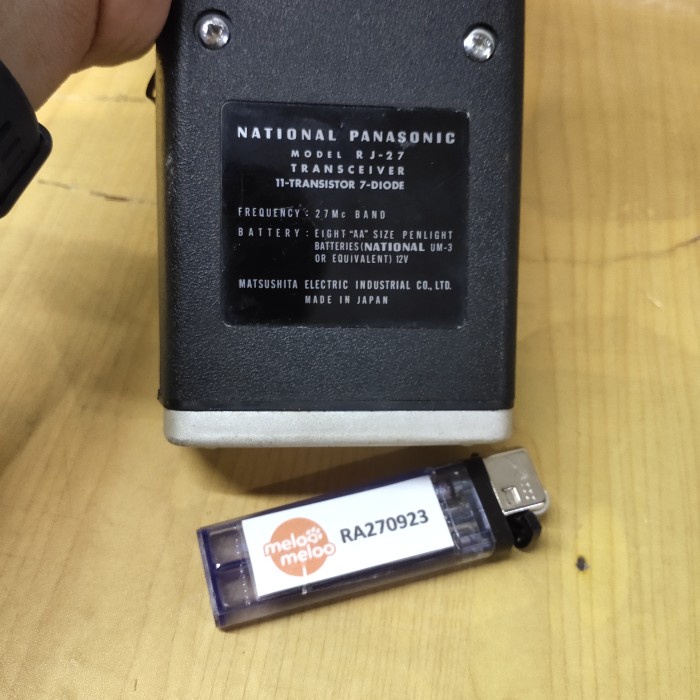 NATIONAL PANASONIC
MODEL RJ-27
TRANSCEIVER
11-TRANSISTOR 7-DIODE
FREQUENCY: 27Mc BAND
BATTERY: EIGHT "AA" SIZE PENLIGHT
BATTERIES(NATIONAL UM-3
OR EQUIVALENT) 12V
MATSUSHITA ELECTRIC INDUSTRIAL CO., LTD.
MADE IN JAPAN
meloo
meloo
RA270923